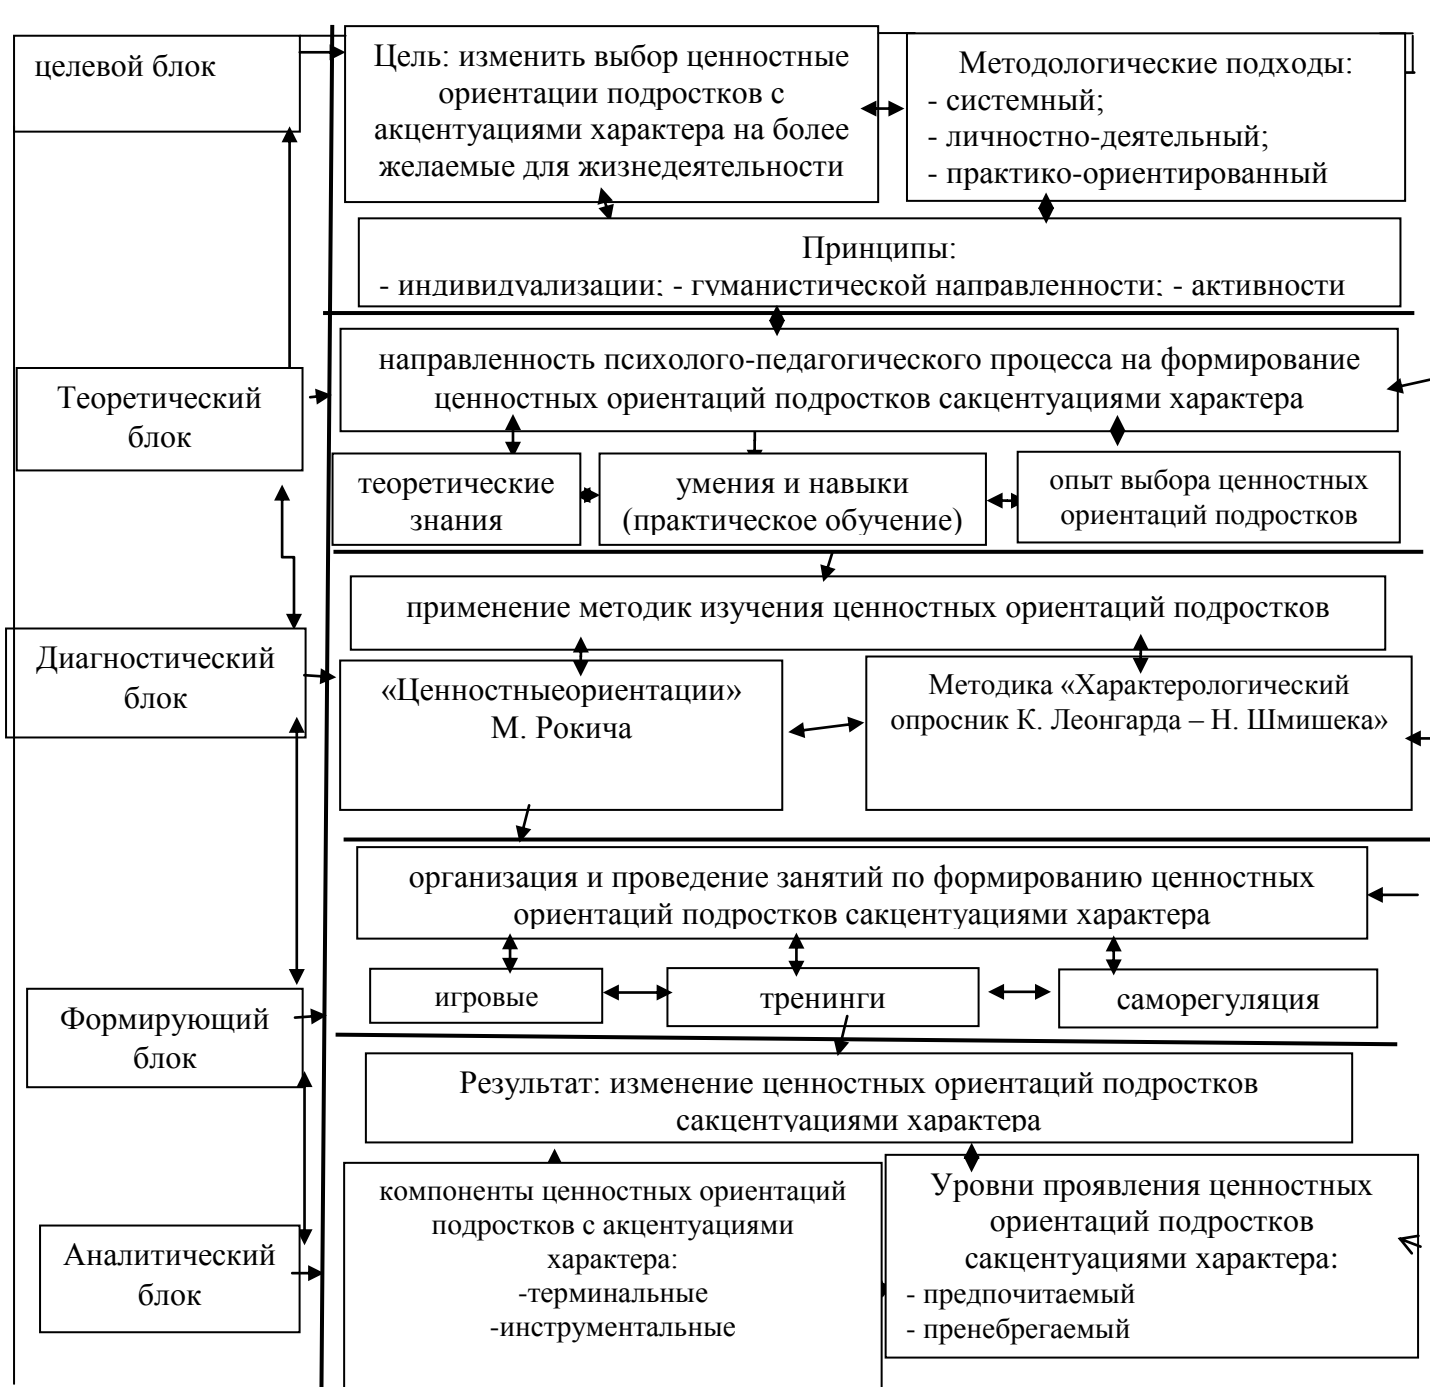 целевой блок
Цель: изменить выбор ценностные
ориентации подростков с
акцентуациями характера на более
желаемые для жизнедеятельности
Методологические подходы:
- системный;
- личностно-деятельный;
- практико-ориентированный
Принципы:
- индивидуализации; - гуманистической направленности; - активности
Теоретический
блок
направленность психолого-педагогического процесса на формирование
ценностных ориентаций подростков сакцентуациями характера
теоретические
знания
умения и навыки
(практическое обучение)
опыт выбора ценностных
ориентаций подростков
Диагностический
блок
применение методик изучения ценностных ориентаций подростков
«Ценностныеориентации»
М. Рокича
Методика «Характерологический
опросник К. Леонгарда – Н. Шмишека»
организация и проведение занятий по формированию ценностных
ориентаций подростков сакцентуациями характера
игровые
тренинги
саморегуляция
Формирующий
блок
Результат: изменение ценностных ориентаций подростков
сакцентуациями характера
Аналитический
блок
компоненты ценностных ориентаций
подростков с акцентуациями
характера:
-терминальные
-инструментальные
Уровни проявления ценностных
ориентаций подростков
сакцентуациями характера:
- предпочитаемый
- пренебрегаемый